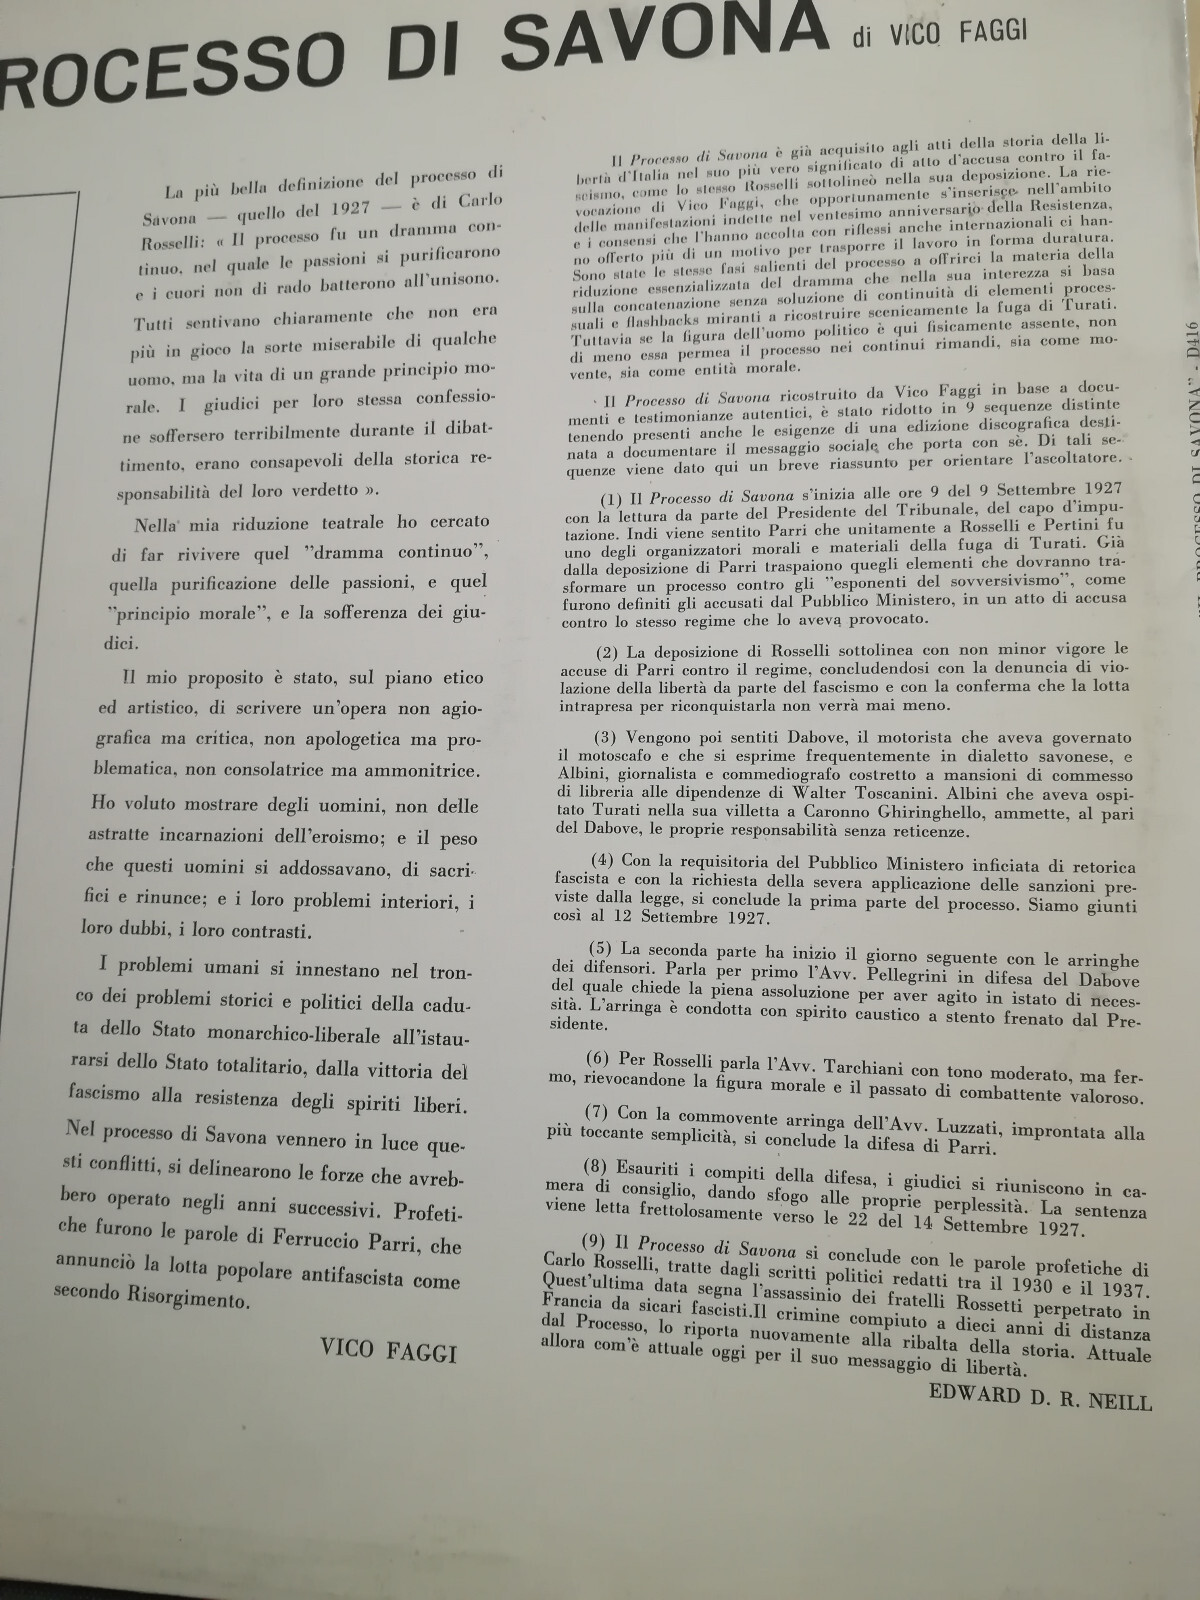 ROCESSO DI SAVONA di VICO FAGGI
La più bella definizione del processo di
Savona — quello del 1927 — è di Carlo
Rosselli: « Il processo fu un dramma con-
tinuo, nel quale le passioni si purificarono
e i cuori non di rado batterono all'unisono.
Tutti sentivano chiaramente che non era
più in gioco la sorte miserabile di qualche
uomo, ma la vita di un grande principio mo-
rale. I giudici per loro stessa confessio-
ne soffersero terribilmente durante il dibat-
timento, erano consapevoli della storica re-
sponsabilità del loro verdetto ».
Nella mia riduzione teatrale ho cercato
di far rivivere quel "dramma continuo",
quella purificazione delle passioni, e quel
"principio morale", e la sofferenza dei giu-
dici.
Il mio proposito è stato, sul piano etico
ed artistico, di scrivere un'opera non agio-
grafica ma critica, non apologetica ma pro-
blematica, non consolatrice ma ammonitrice.
Ho voluto mostrare degli uomini, non delle
astratte incarnazioni dell'eroismo; e il peso
che questi uomini si addossavano, di sacri-
fici e rinunce; e i loro problemi interiori, i
loro dubbi, i loro contrasti.
I problemi umani si innestano nel tron-
co dei problemi storici e politici della cadu-
ta dello Stato monarchico-liberale all'istau-
rarsi dello Stato totalitario, dalla vittoria del
fascismo alla resistenza degli spiriti liberi.
Nel processo di Savona vennero in luce que-
sti conflitti, si delinearono le forze che avreb-
bero operato negli anni successivi. Profeti-
che furono le parole di Ferruccio Parri, che
annunciò la lotta popolare antifascista come
secondo Risorgimento.
VICO FAGGI
Il Processo di Savona è già acquisito agli atti della storia della li-
bertà d'Italia nel suo più vero significato di atto d'accusa contro il fa-
scismo, come lo stesso Rosselli sottolineò nella sua deposizione. La rie-
vocazione di Vico Faggi, che opportunamente s'inserisce nell'ambito
delle manifestazioni indette nel ventesimo anniversario della Resistenza,
e i consensi che l'hanno accolta con riflessi anche internazionali ci han-
no offerto più di un motivo per trasporre il lavoro in forma duratura.
Sono state le stesse fasi salienti del processo a offrirci la materia della
riduzione essenzializzata del dramma che nella sua interezza si basa
sulla concatenazione senza soluzione di continuità di elementi proces-
suali e flashbacks miranti a ricostruire scenicamente la fuga di Turati.
Tuttavia se la figura dell'uomo politico è qui fisicamente assente, non
di meno essa permea il processo nei continui rimandi, sia come mo-
vente, sia come entità morale.
Il Processo di Savona ricostruito da Vico Faggi in base a docu-
menti e testimonianze autentici, è stato ridotto in 9 sequenze distinte
tenendo presenti anche le esigenze di una edizione discografica desti-
nata a documentare il messaggio sociale che porta con sè. Di tali se-
quenze viene dato qui un breve riassunto per orientare l'ascoltatore.
(1) Il Processo di Savona s'inizia alle ore 9 del 9 Settembre 1927
con la lettura da parte del Presidente del Tribunale, del capo d'impu-
tazione. Indi viene sentito Parri che unitamente a Rosselli e Pertini fu
uno degli organizzatori morali e materiali della fuga di Turati. Già
dalla deposizione di Parri traspaiono quegli elementi che dovranno tra-
sformare un processo contro gli "esponenti del sovversivismo", come
furono definiti gli accusati dal Pubblico Ministero, in un atto di accusa
contro lo stesso regime che lo aveva provocato.
(2) La deposizione di Rosselli sottolinea con non minor vigore le
accuse di Parri contro il regime, concludendosi con la denuncia di vio-
lazione della libertà da parte del fascismo e con la conferma che la lotta
intrapresa per riconquistarla non verrà mai meno.
(3) Vengono poi sentiti Dabove, il motorista che aveva governato
il motoscafo e che si esprime frequentemente in dialetto savonese, e
Albini, giornalista e commediografo costretto a mansioni di commesso
di libreria alle dipendenze di Walter Toscanini. Albini che aveva ospi-
tato Turati nella sua villetta a Caronno Ghiringhello, ammette, al pari
del Dabove, le proprie responsabilità senza reticenze.
(4) Con la requisitoria del Pubblico Ministero inficiata di retorica
fascista e con la richiesta della severa applicazione delle sanzioni pre-
viste dalla legge, si conclude la prima parte del processo. Siamo giunti
così al 12 Settembre 1927.
(5) La seconda parte ha inizio il giorno seguente con le arringhe
dei difensori. Parla per primo l'Avv. Pellegrini in difesa del Dabove
del quale chiede la piena assoluzione per aver agito in istato di neces-
sità. L'arringa è condotta con spirito caustico a stento frenato dal Pre-
sidente.
(6) Per Rosselli parla l'Avv. Tarchiani con tono moderato, ma fer-
mo, rievocandone la figura morale e il passato di combattente valoroso.
(7) Con la commovente arringa dell'Avv. Luzzati, improntata alla
più toccante semplicità, si conclude la difesa di Parri.
(8) Esauriti i compiti della difesa, i giudici si riuniscono in ca-
mera di consiglio, dando sfogo alle proprie perplessità. La sentenza
viene letta frettolosamente verso le 22 del 14 Settembre 1927.
(9) Il Processo di Savona si conclude con le parole profetiche di
Carlo Rosselli, tratte dagli scritti politici redatti tra il 1930 e il 1937.
Quest'ultima data segna l'assassinio dei fratelli Rossetti perpetrato in
Francia da sicari fascisti.Il crimine compiuto a dieci anni di distanza
dal Processo, lo riporta nuovamente alla ribalta della storia. Attuale
allora com'è attuale oggi per il suo messaggio di libertà.
EDWARD D. R. NEILL
PROCESSO DI SAVONA" - D416